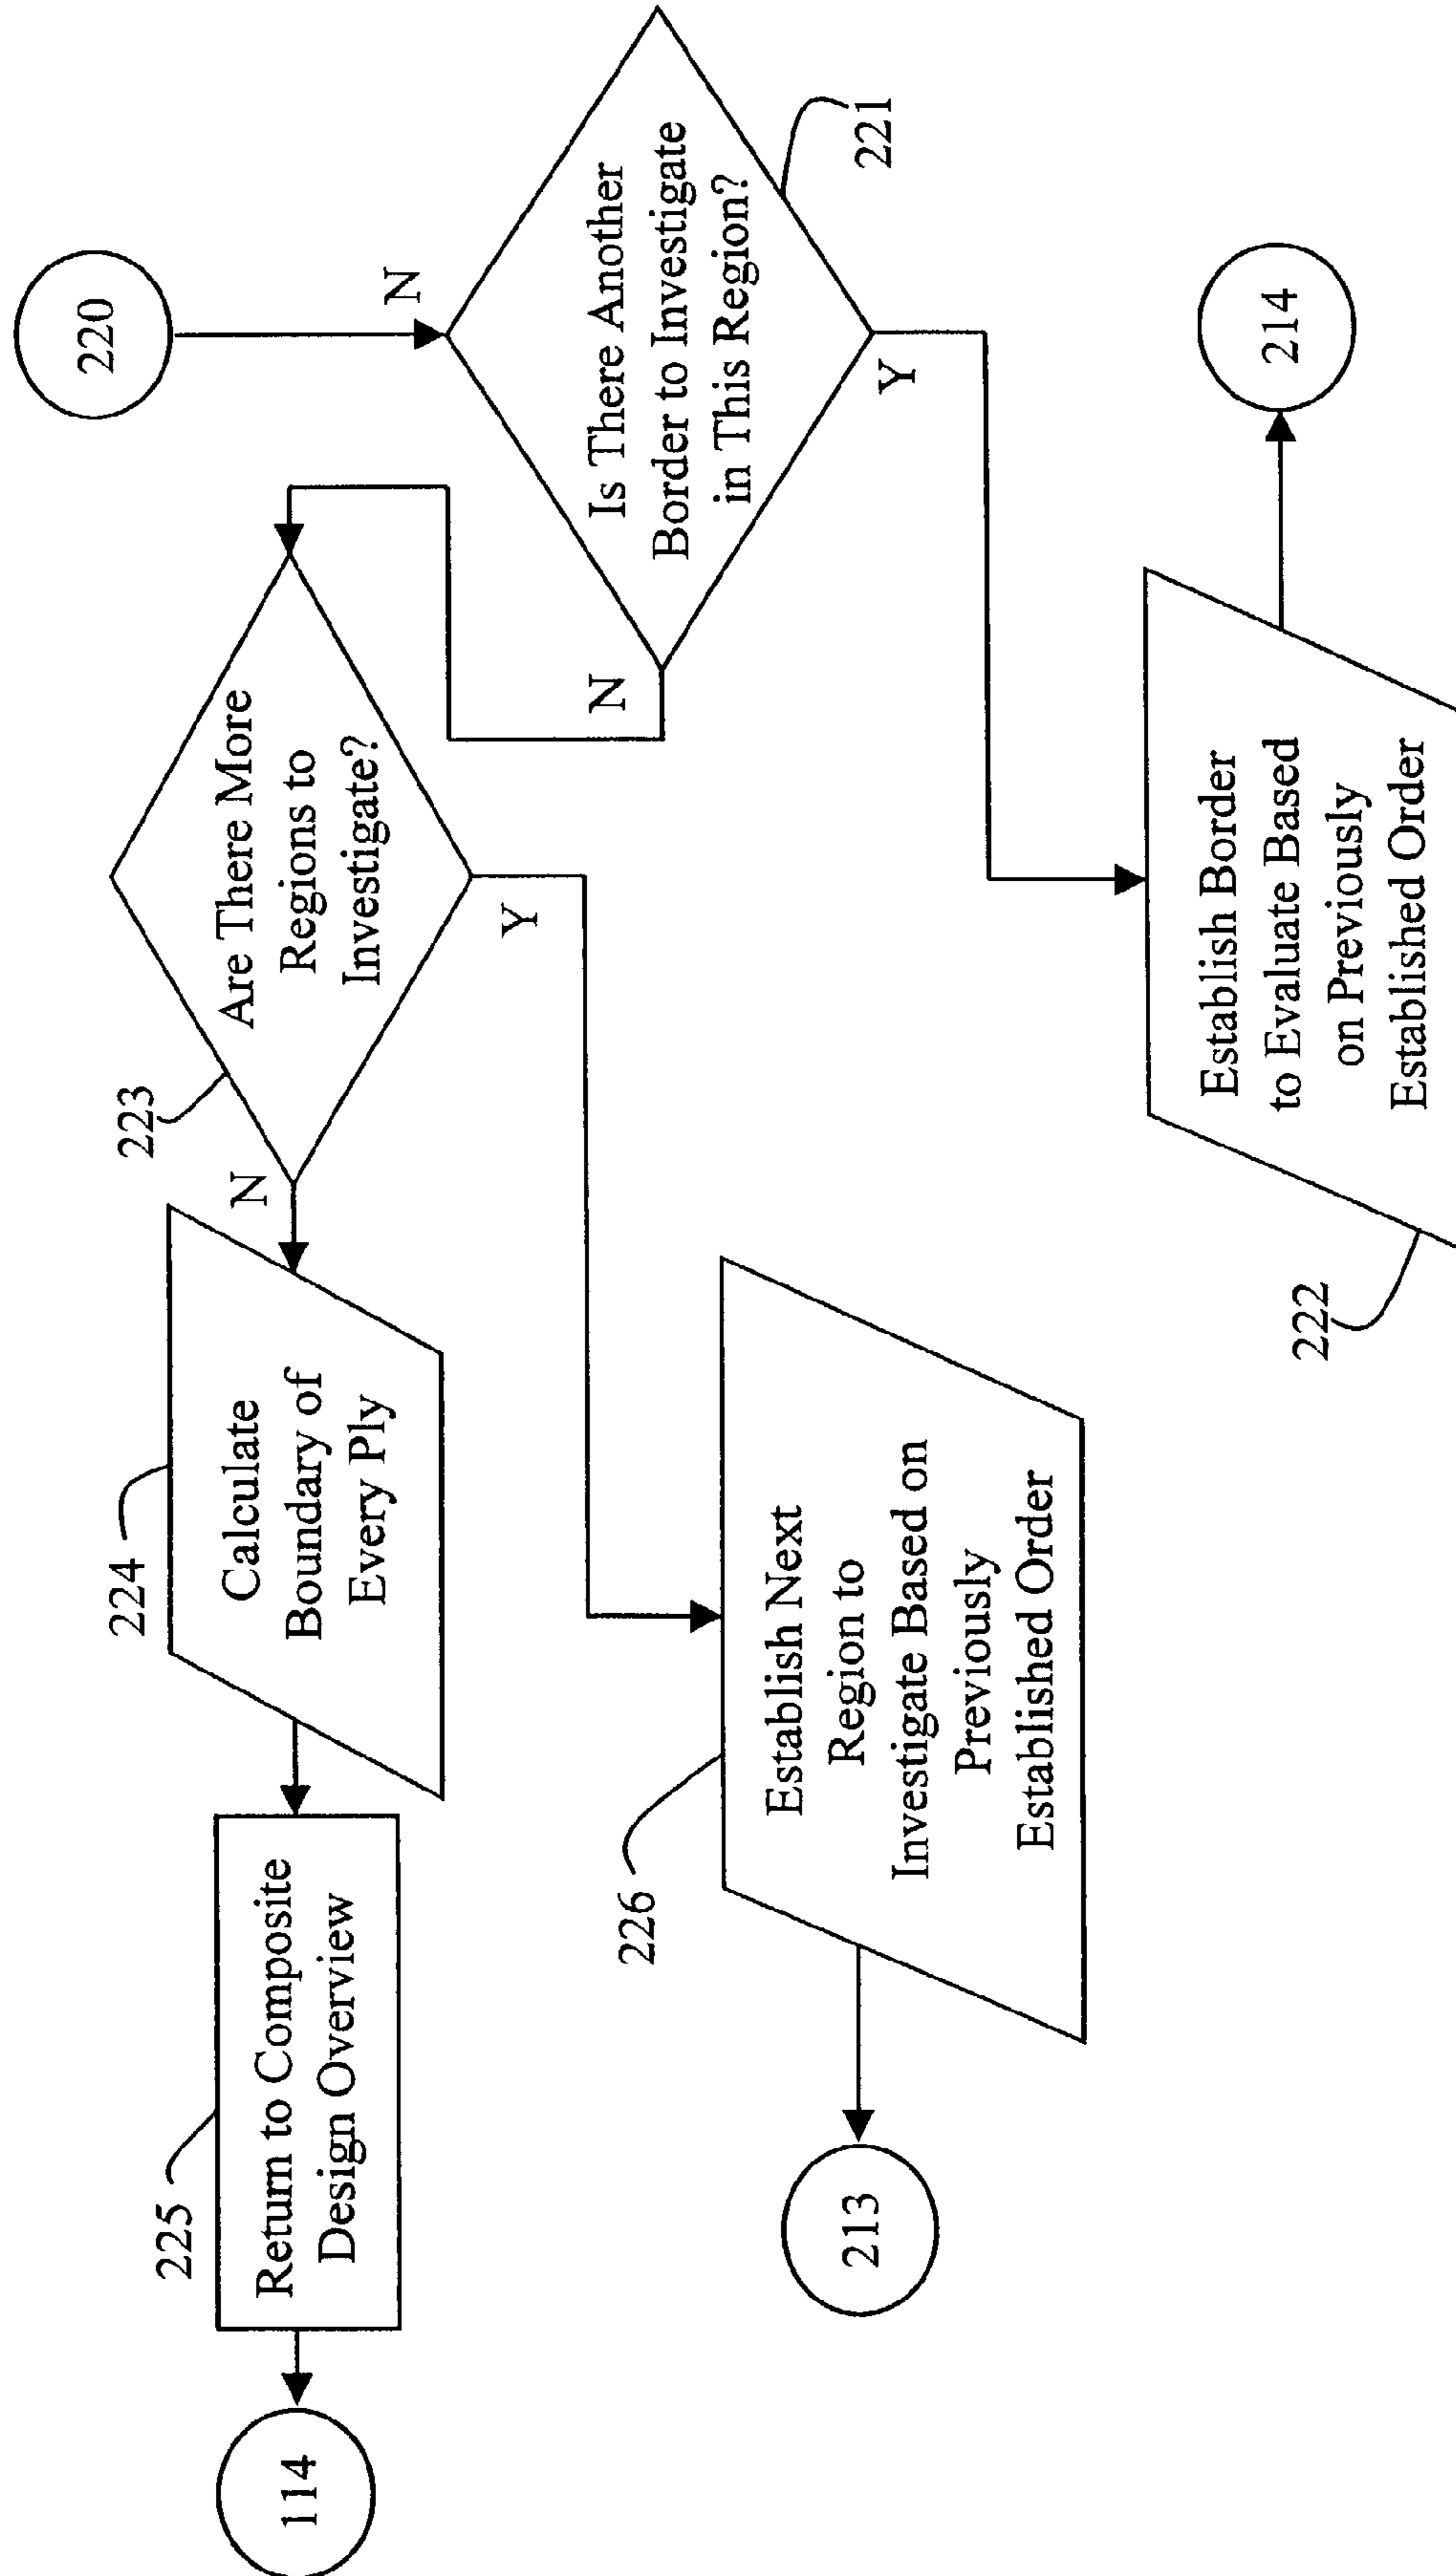 220
N
Is There Another
Border to Investigate
in This Region?
221
N
Y
Are There More
Regions to
Investigate?
223
N
Y
Calculate
Boundary of
Every Ply
224
Return to Composite
Design Overview
225
114
Establish Next
Region to
Investigate Based on
Previously
Established Order
226
213
Establish Border
to Evaluate Based
on Previously
Established Order
222
214